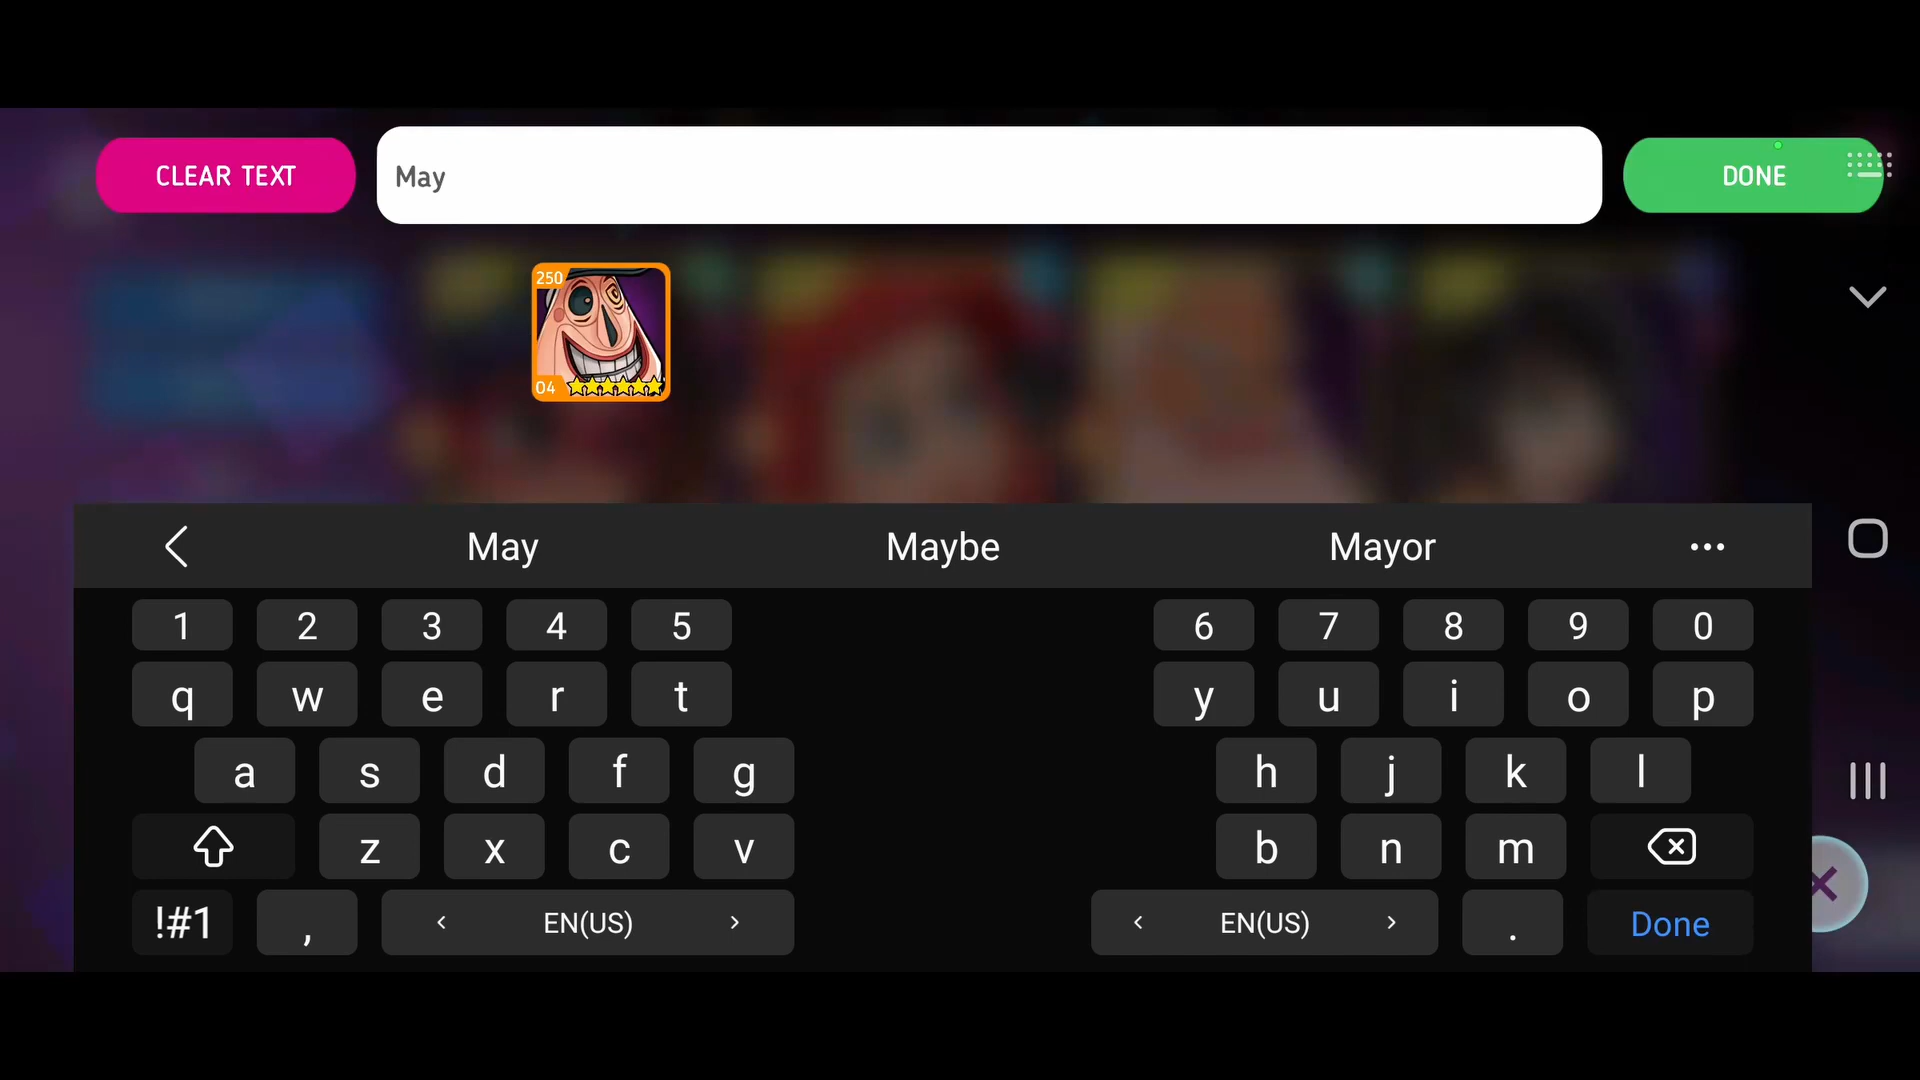 CLEAR TEXT
May
DONE
250
04
May
Maybe
Mayor
1 2 3 4 5 6 7 8 9 0
q w e r t y u i o p
a s d f g h j k l
z x c v b n m
!#1 , < EN(US) > < EN(US) > . Done